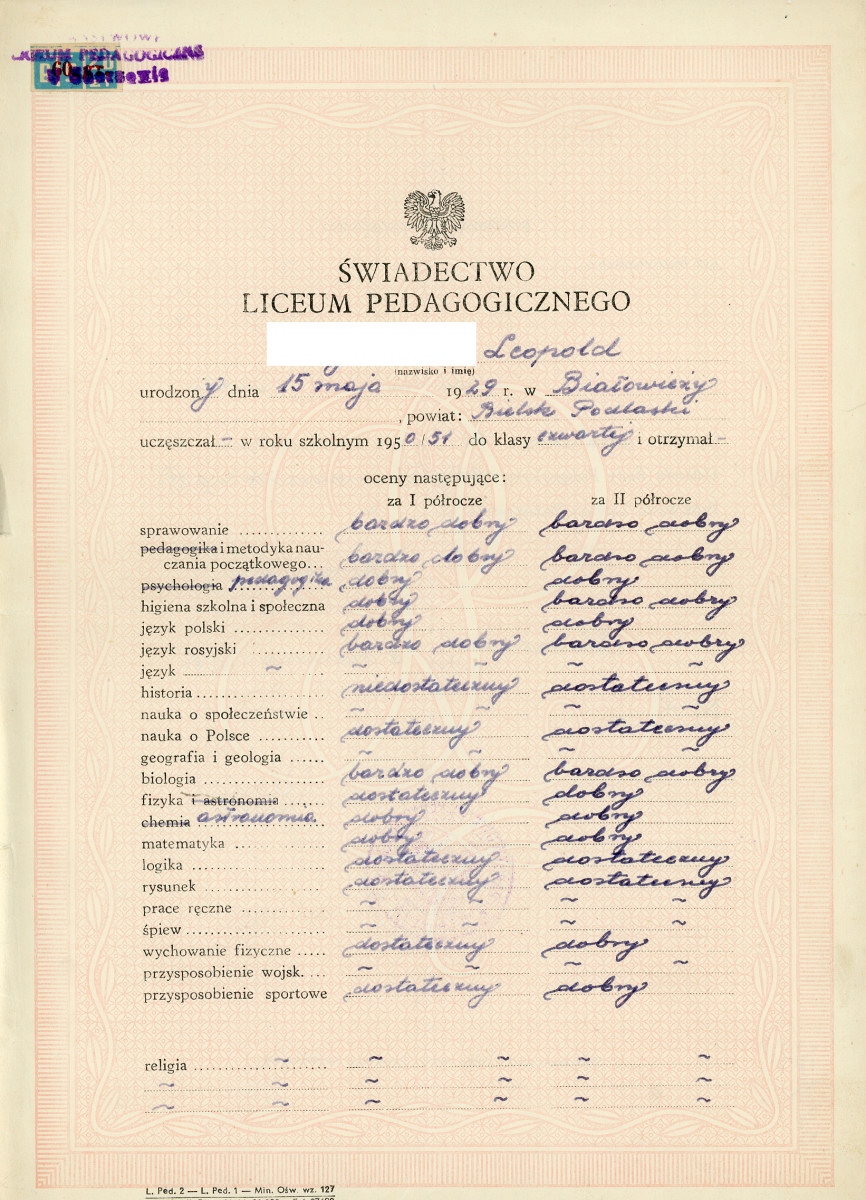 LICEUM PEDAGOGICZNE
60
ŚWIADECTWO
LICEUM PEDAGOGICZNEGO
Leopold
(nazwisko i imię)
urodzony dnia 15 maja 1929 r. w Białowieży
, powiat: Bielsk Podlaski
uczęszczał – w roku szkolnym 1950/51 do klasy czwartej i otrzymał –
oceny następujące:
za I półrocze za II półrocze
sprawowanie bardzo dobry bardzo dobry
pedagogika i metodyka nau-
czania początkowego... bardzo dobry bardzo dobry
psychologia pedagogika dobry dobry
higiena szkolna i społeczna dobry bardzo dobry
język polski dobry dobry
język rosyjski bardzo dobry bardzo dobry
język ~ ~ ~ ~ ~
historia niedostateczny dostateczny
nauka o społeczeństwie ~ ~ ~ ~
nauka o Polsce dostateczny dostateczny
geografia i geologia ~ ~ ~ ~
biologia bardzo dobry bardzo dobry
fizyka i astronomia dostateczny dobry
chemia astronomia dobry dobry
matematyka dobry dobry
logika dostateczny dostateczny
rysunek dostateczny dostateczny
prace ręczne ~ ~ ~ ~
śpiew ~ ~ ~ ~
wychowanie fizyczne dostateczny dobry
przysposobienie wojsk. ~ ~ ~ ~
przysposobienie sportowe dostateczny dobry
religia ~ ~ ~ ~ ~
~ ~ ~ ~ ~ ~
~ ~ ~ ~ ~ ~
L. Ped. 2 — L. Ped. 1 — Min. Ośw. wz. 127